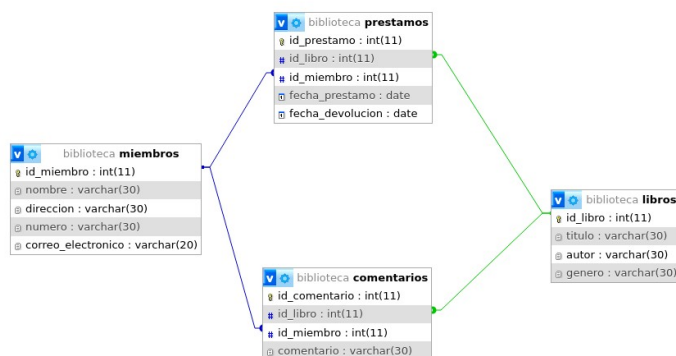 biblioteca prestamos
id_prestamo : int(11)
id_libro : int(11)
id_miembro : int(11)
fecha_prestamo : date
fecha_devolucion : date
biblioteca miembros
id_miembro : int(11)
nombre : varchar(30)
direccion : varchar(30)
numero : varchar(30)
correo_electronico : varchar(20)
biblioteca libros
id_libro : int(11)
titulo : varchar(30)
autor : varchar(30)
genero : varchar(30)
biblioteca comentarios
id_comentario : int(11)
id_libro : int(11)
id_miembro : int(11)
comentario : varchar(30)